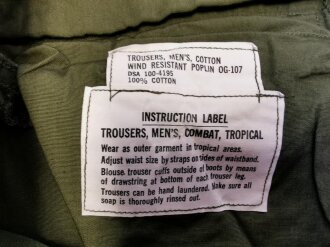 TROUSERS, MEN'S, COTTON
WIND RESISTANT POPLIN OG-107
DSA 100-4195
100% COTTON
INSTRUCTION LABEL
TROUSERS, MEN'S, COMBAT, TROPICAL
Wear as outer garment in tropical areas.
Adjust waist size by straps on sides of waistband.
Blouse trouser cuffs outside of boots by means
of drawstring at bottom of each trouser leg.
Trousers can be hand laundered. Make sure all
soap is thoroughly rinsed out.